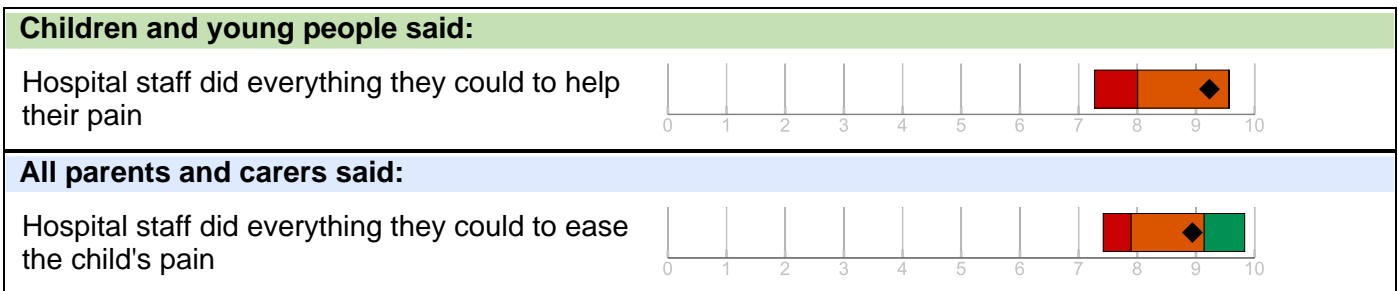 Children and young people said:
Hospital staff did everything they could to help
their pain
0 1 2 3 4 5 6 7 8 9 10
All parents and carers said:
Hospital staff did everything they could to ease
the child's pain
0 1 2 3 4 5 6 7 8 9 10